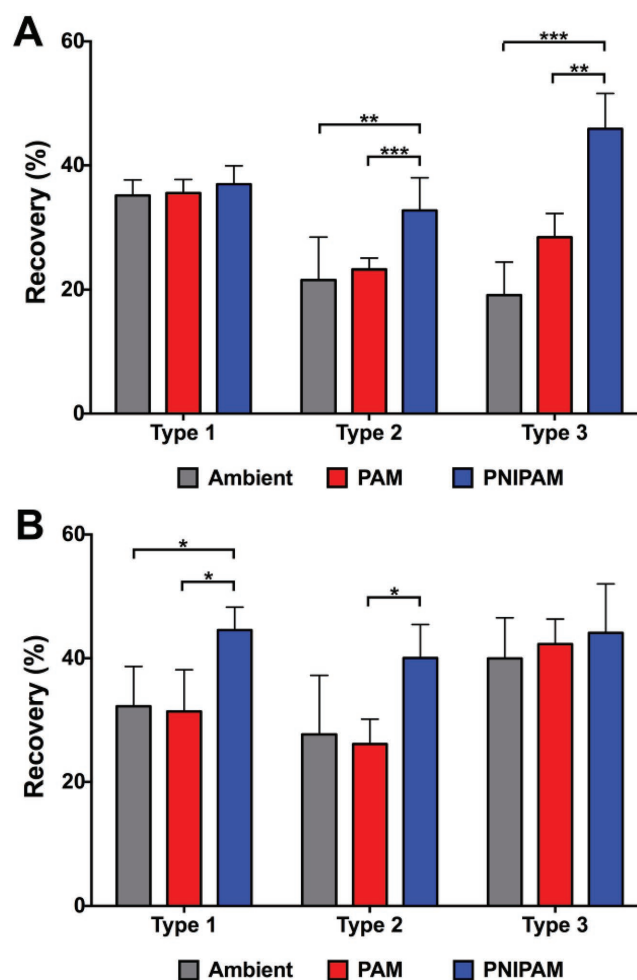 A
60
***
**
**
***
40
Recovery (%)
20
0
Type 1 Type 2 Type 3
Ambient PAM PNIPAM
B
60
*
*
*
40
Recovery (%)
20
0
Type 1 Type 2 Type 3
Ambient PAM PNIPAM